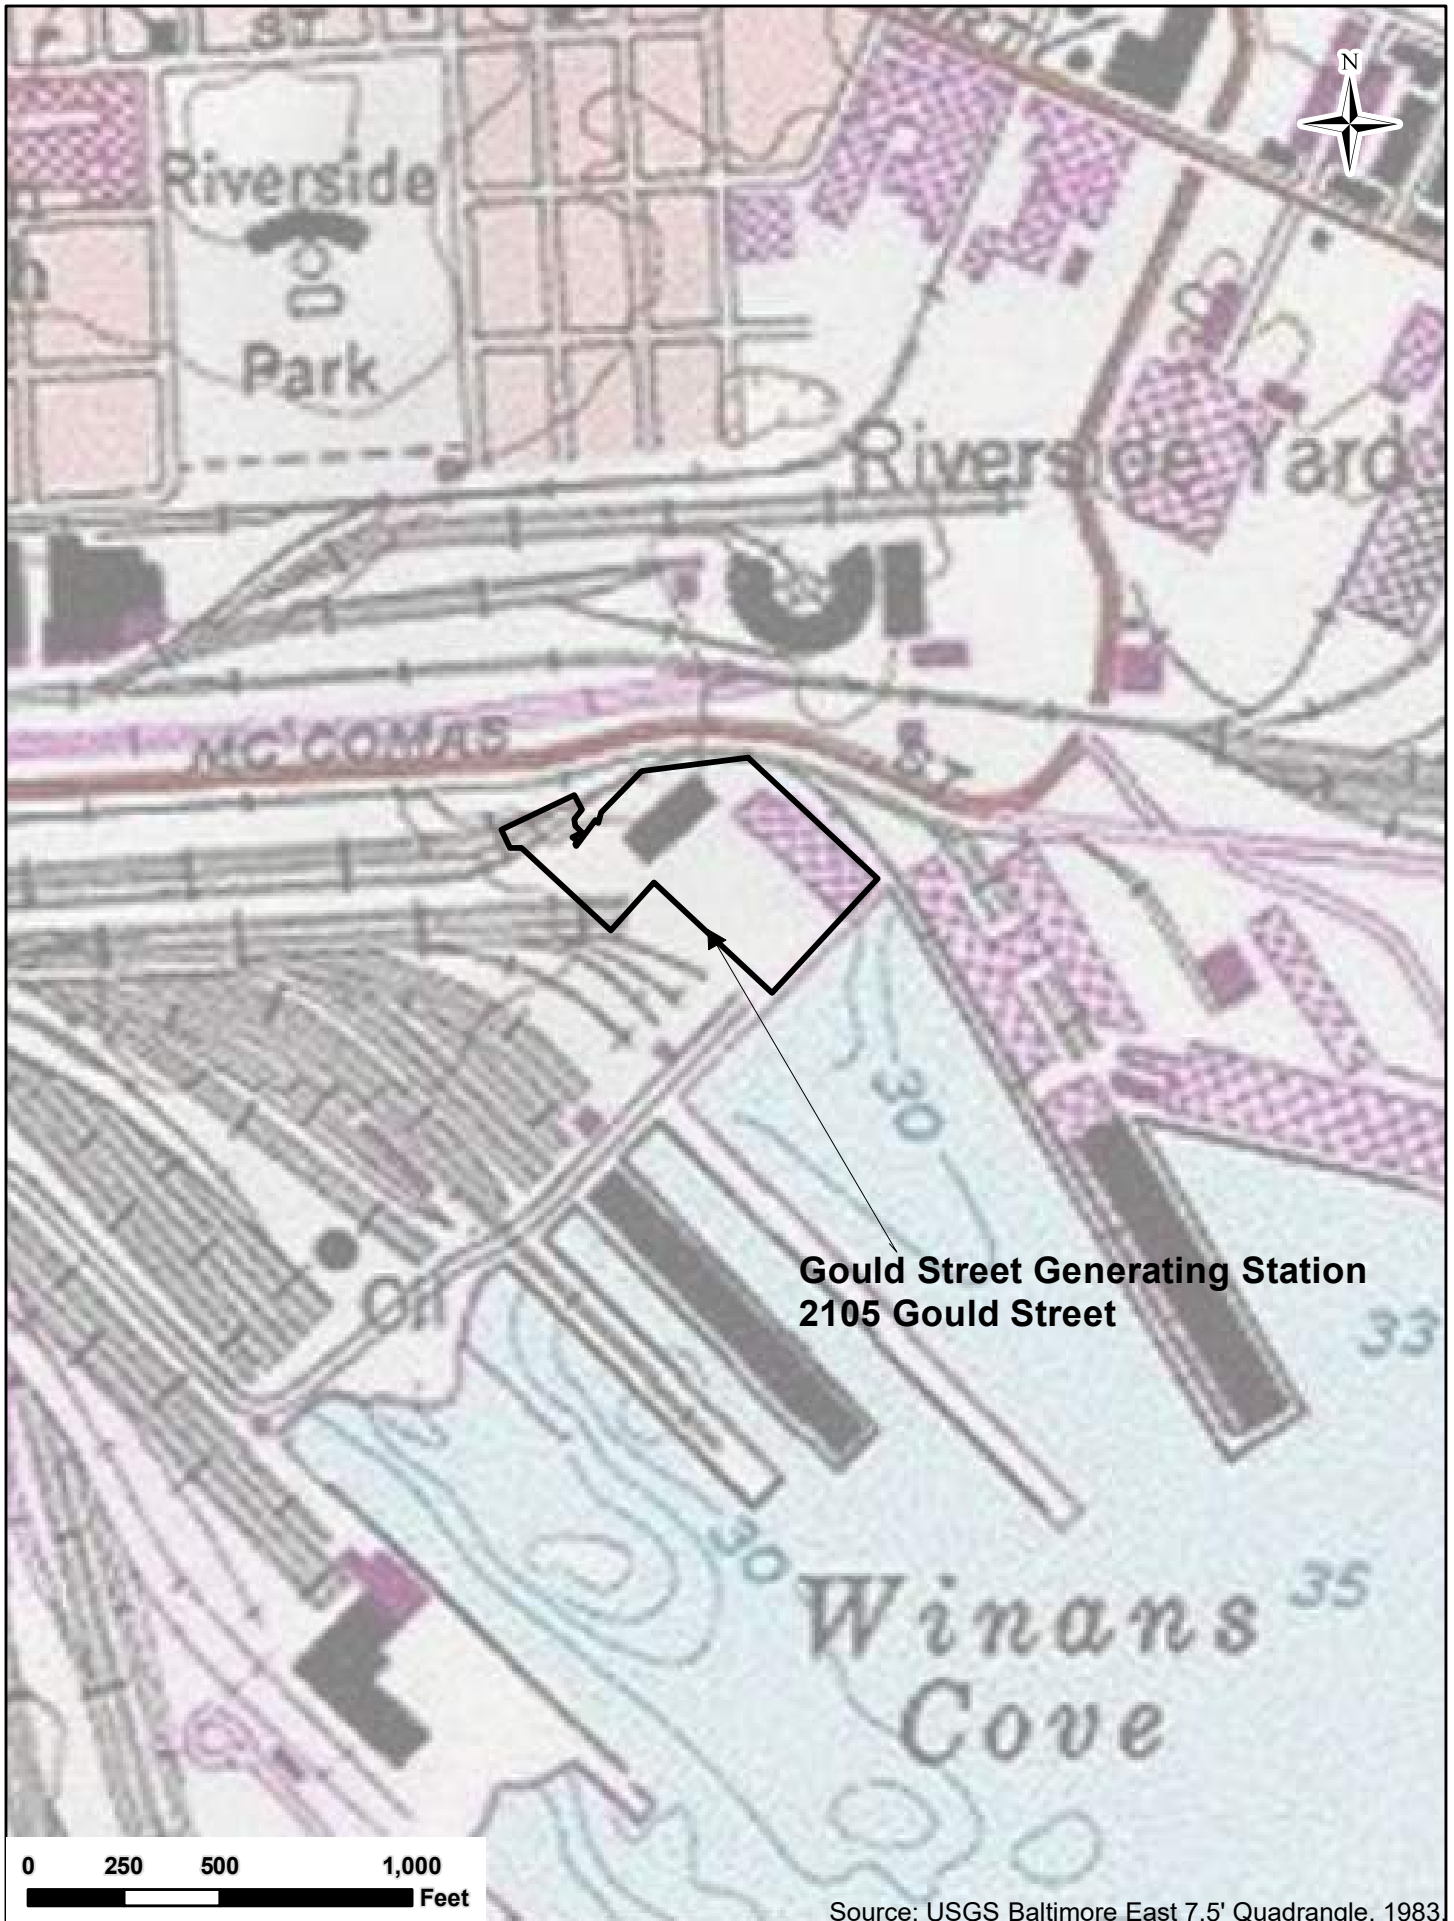 ST
N
Riverside
Park
Riverside Yard
MC COMAS
ST
30
Gould Street Generating Station
2105 Gould Street
33
30
Winans
35
Cove
0 250 500 1,000
Feet
Source: USGS Baltimore East 7.5' Quadrangle, 1983